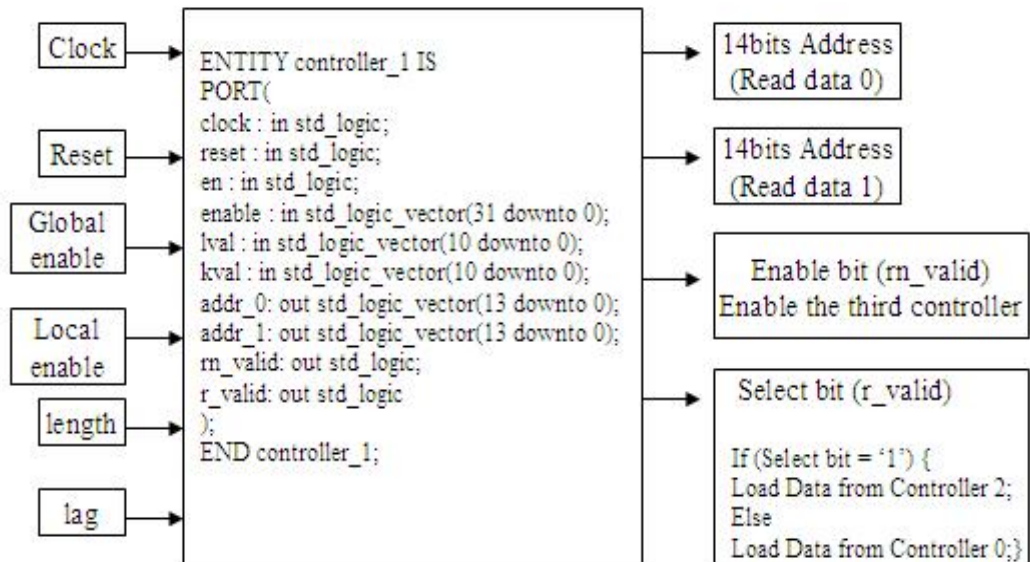 Clock
Reset
Global
enable
Local
enable
length
lag
ENTITY controller_1 IS
PORT(
clock : in std_logic;
reset : in std_logic;
en : in std_logic;
enable : in std_logic_vector(31 downto 0);
lval : in std_logic_vector(10 downto 0);
kval : in std_logic_vector(10 downto 0);
addr_0: out std_logic_vector(13 downto 0);
addr_1: out std_logic_vector(13 downto 0);
rn_valid: out std_logic;
r_valid: out std_logic
);
END controller_1;
14bits Address
(Read data 0)
14bits Address
(Read data 1)
Enable bit (rn_valid)
Enable the third controller
Select bit (r_valid)
If (Select bit = ‘1’) {
Load Data from Controller 2;
Else
Load Data from Controller 0;}